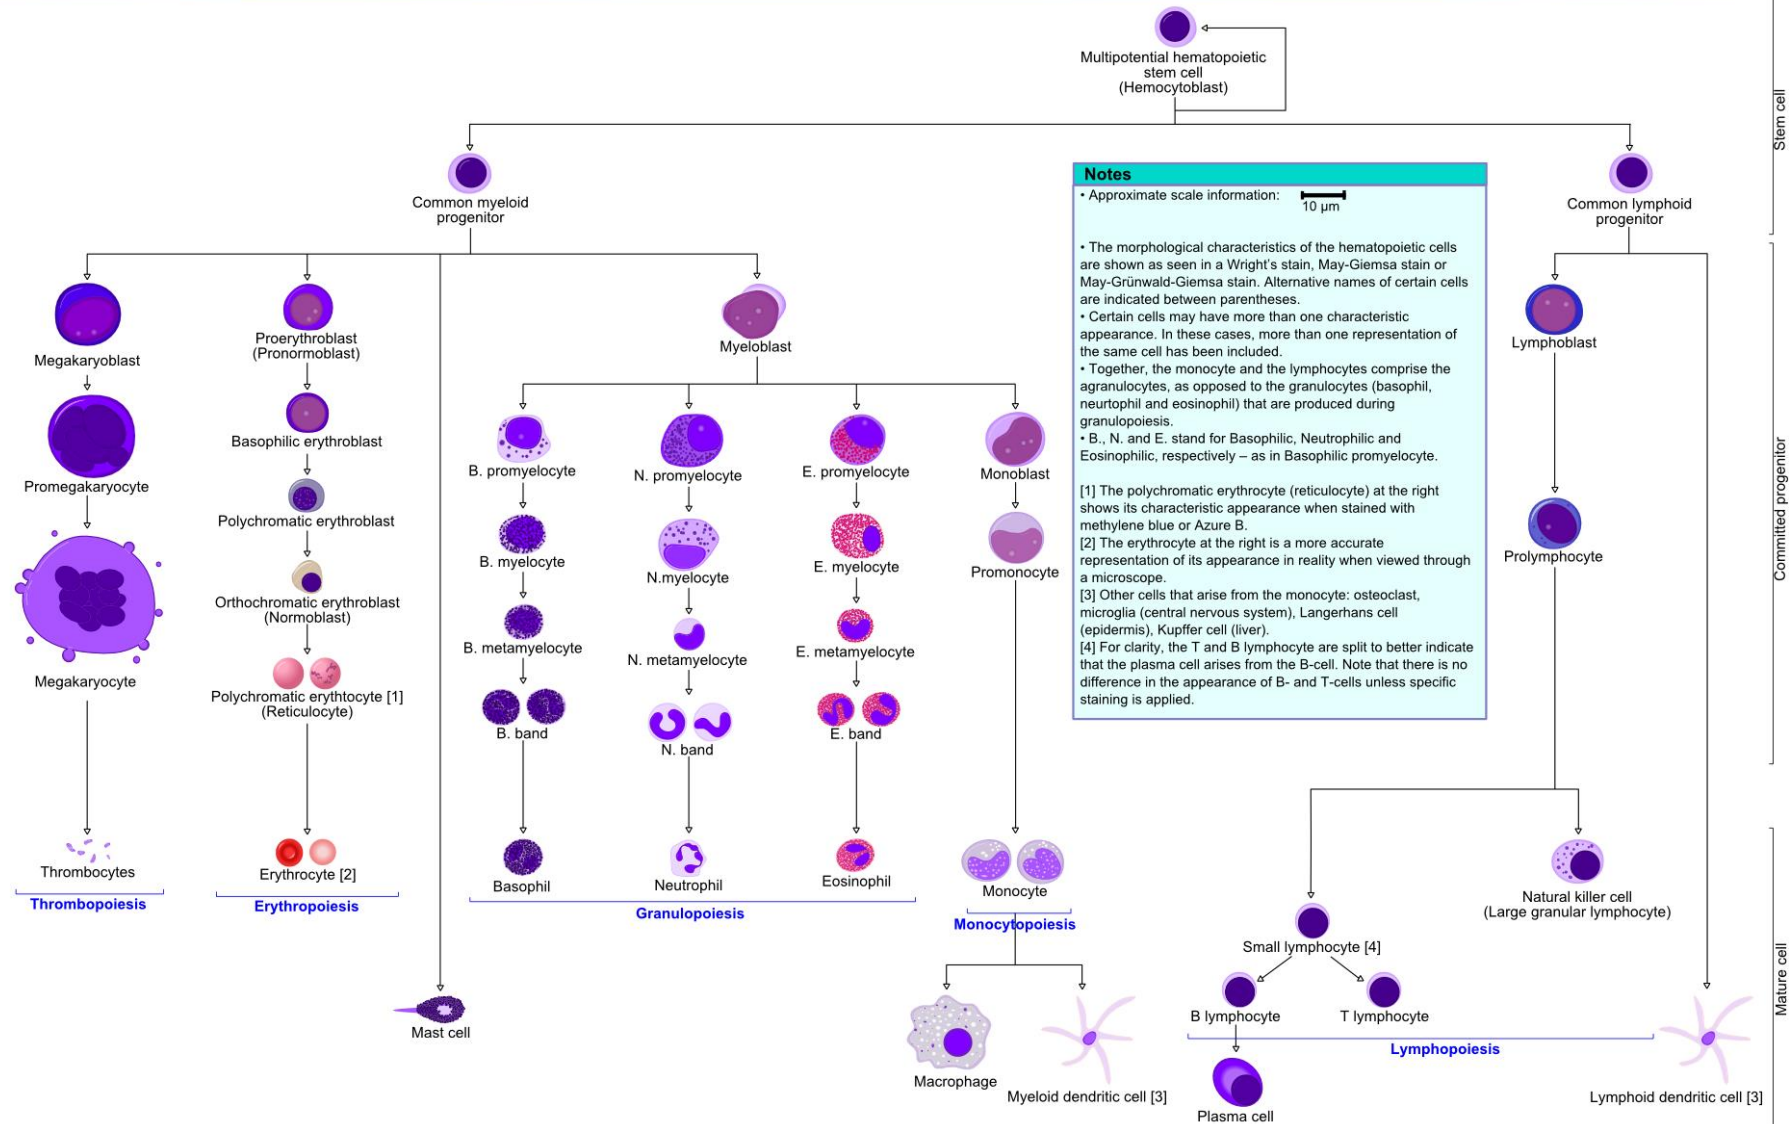 Multipotential hematopoietic
stem cell
(Hemocytoblast)
Stem cell
Common myeloid
progenitor
Common lymphoid
progenitor
Notes
• Approximate scale information:
10 µm
• The morphological characteristics of the hematopoietic cells
are shown as seen in a Wright's stain, May-Giemsa stain or
May-Grünwald-Giemsa stain. Alternative names of certain cells
are indicated between parentheses.
• Certain cells may have more than one characteristic
appearance. In these cases, more than one representation of
the same cell has been included.
• Together, the monocyte and the lymphocytes comprise the
agranulocytes, as opposed to the granulocytes (basophil,
neurtophil and eosinophil) that are produced during
granulopoiesis.
• B., N. and E. stand for Basophilic, Neutrophilic and
Eosinophilic, respectively – as in Basophilic promyelocyte.
[1] The polychromatic erythrocyte (reticulocyte) at the right
shows its characteristic appearance when stained with
methylene blue or Azure B.
[2] The erythrocyte at the right is a more accurate
representation of its appearance in reality when viewed through
a microscope.
[3] Other cells that arise from the monocyte: osteoclast,
microglia (central nervous system), Langerhans cell
(epidermis), Kupffer cell (liver).
[4] For clarity, the T and B lymphocyte are split to better indicate
that the plasma cell arises from the B-cell. Note that there is no
difference in the appearance of B- and T-cells unless specific
staining is applied.
Megakaryoblast
Proerythroblast
(Pronormoblast)
Myeloblast
Lymphoblast
Committed progenitor
Promegakaryocyte
Basophilic erythroblast
B. promyelocyte
N. promyelocyte
E. promyelocyte
Monoblast
Polychromatic erythroblast
B. myelocyte
N.myelocyte
E. myelocyte
Promonocyte
Prolymphocyte
Orthochromatic erythroblast
(Normoblast)
B. metamyelocyte
N. metamyelocyte
E. metamyelocyte
Megakaryocyte
Polychromatic erythtocyte [1]
(Reticulocyte)
B. band
N. band
E. band
Thrombocytes
Erythrocyte [2]
Basophil
Neutrophil
Eosinophil
Monocyte
Natural killer cell
(Large granular lymphocyte)
Thrombopoiesis
Erythropoiesis
Granulopoiesis
Monocytopoiesis
Small lymphocyte [4]
Mature cell
B lymphocyte
T lymphocyte
Mast cell
Lymphopoiesis
Macrophage
Myeloid dendritic cell [3]
Plasma cell
Lymphoid dendritic cell [3]